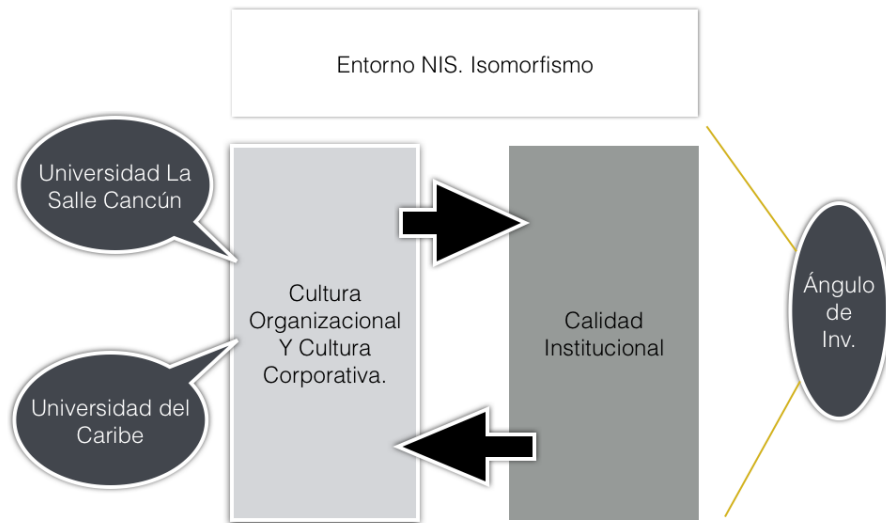 Entorno NIS. Isomorfismo
Universidad La
Salle Cancún
Cultura
Organizacional
Y Cultura
Corporativa.
Calidad
Institucional
Ángulo
de
Inv.
Universidad del
Caribe